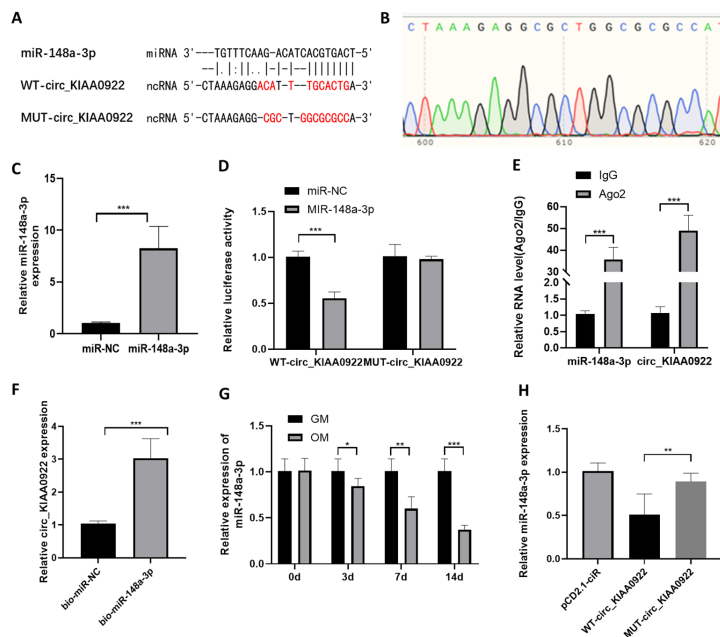 A
miR-148a-3p miRNA 3'---TGTTTCAAG-ACATCACGTGACT-5'
WT-circ_KIAA0922 ncRNA 5'-CTAAAGAGGACAT-T--TGCACTGA-3'
MUT-circ_KIAA0922 ncRNA 5'-CTAAAGAGG-CGC-T-GGCGCGCCA-3'
B
C T A A A G A G G C G C T G G C G C G C C A T
600 610 620
C
Relative miR-148a-3p
expression
15
10
5
0
***
miR-NC miR-148a-3p
D
miR-NC
MIR-148a-3p
Relative luciferase activity
1.5
1.0
0.5
0.0
***
WT-circ_KIAA0922 MUT-circ_KIAA0922
E
IgG
Ago2
Relative RNA level(Ago2/IgG)
60
50
40
30
2.0
1.5
1.0
0.5
0.0
*** ***
miR-148a-3p circ_KIAA0922
F
Relative circ_KIAA0922 expression
5
4
3
2
1
0
***
bio-miR-NC
bio-miR-148a-3p
G
GM
OM
Relative expression of
miR-148a-3p
1.5
1.0
0.5
0.0
* ** ***
0d 3d 7d 14d
H
Relative miR-148a-3p expression
1.5
1.0
0.5
0.0
**
pCD2.1-ciR
WT-circ_KIAA0922
MUT-circ_KIAA0922